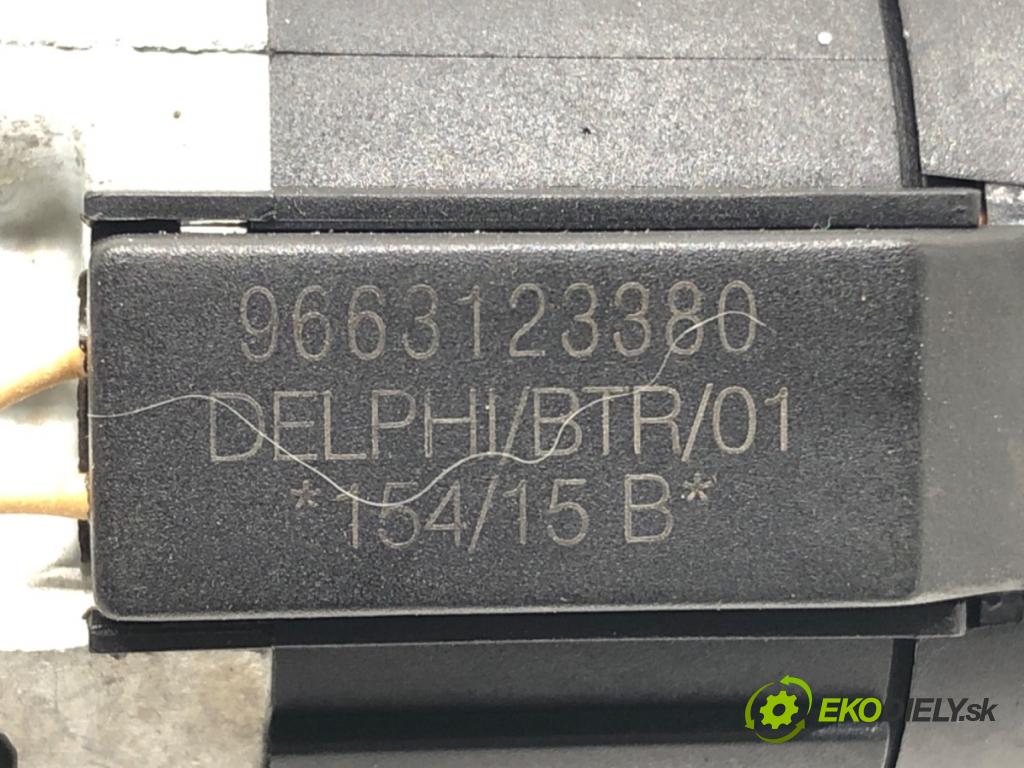 9663123380
DELPHI/BTR/01
*154/15 B*
EKODIELY.sk